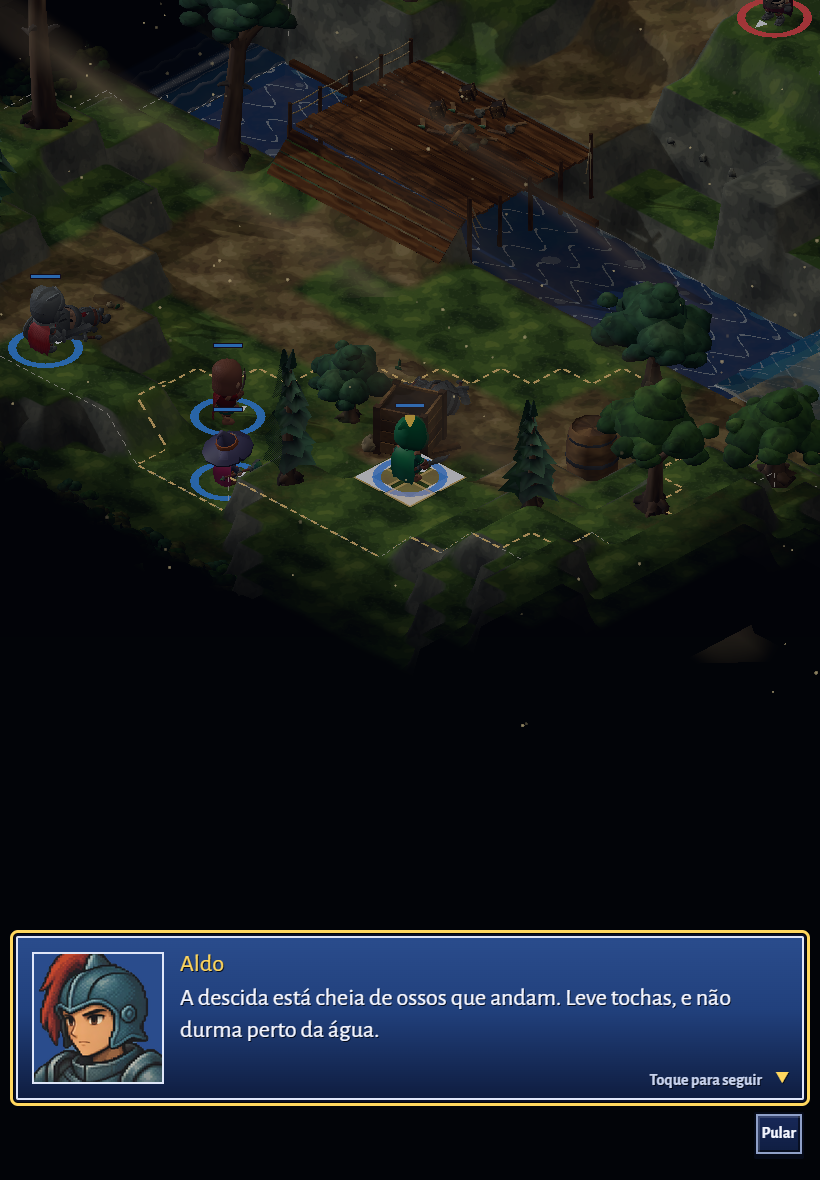 Aldo
A descida está cheia de ossos que andam. Leve tochas, e não
durma perto da água.
Toque para seguir
Pular